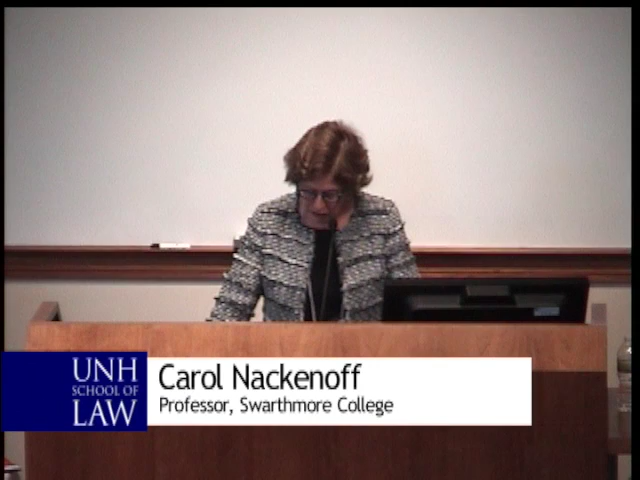 UNH
SCHOOL OF
LAW
Carol Nackenoff
Professor, Swarthmore College